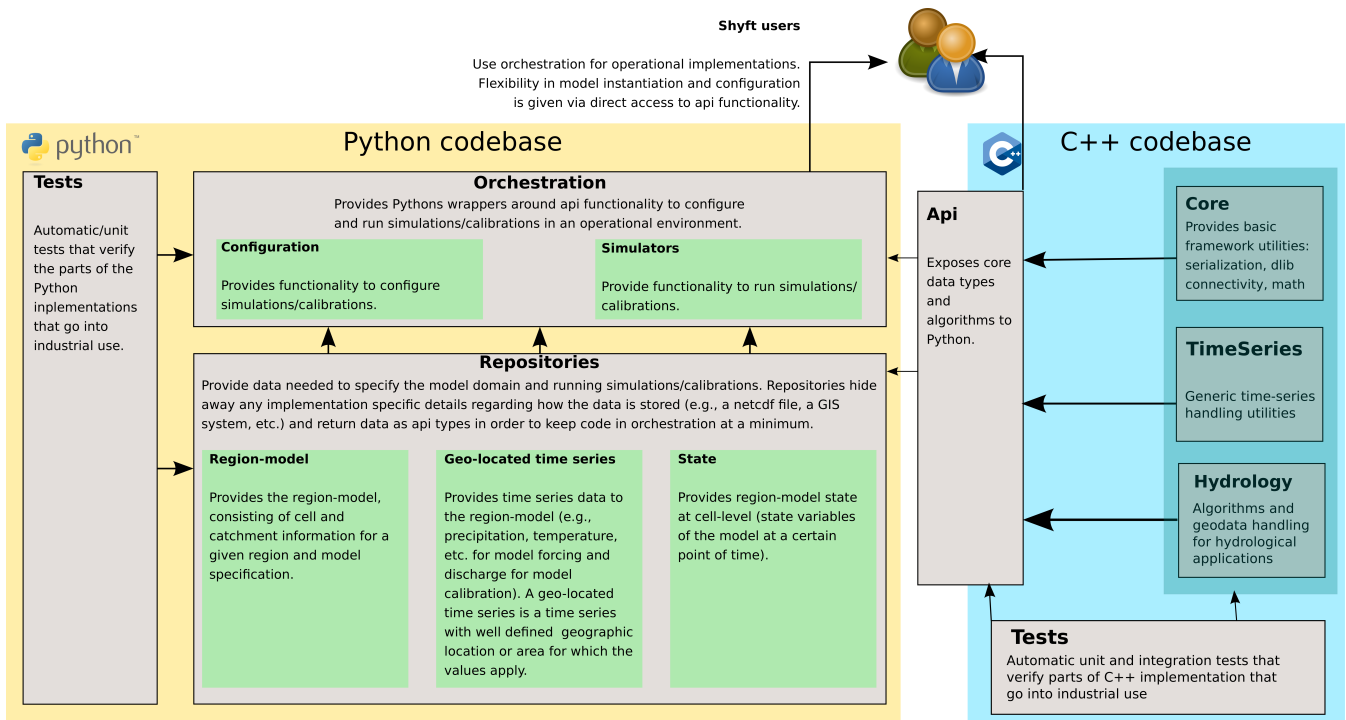 Shyft users
Use orchestration for operational implementations.
Flexibility in model instantiation and configuration
is given via direct access to api functionality.
python™
Python codebase
Tests
Automatic/unit
tests that verify
the parts of the
Python
inplementations
that go into
industrial use.
Orchestration
Provides Pythons wrappers around api functionality to configure
and run simulations/calibrations in an operational environment.
Configuration
Provides functionality to configure
simulations/calibrations.
Simulators
Provide functionality to run simulations/
calibrations.
Repositories
Provide data needed to specify the model domain and running simulations/calibrations. Repositories hide
away any implementation specific details regarding how the data is stored (e.g., a netcdf file, a GIS
system, etc.) and return data as api types in order to keep code in orchestration at a minimum.
Region-model
Provides the region-model,
consisting of cell and
catchment information for a
given region and model
specification.
Geo-located time series
Provides time series data to
the region-model (e.g.,
precipitation, temperature,
etc. for model forcing and
discharge for model
calibration). A geo-located
time series is a time series
with well defined  geographic
location or area for which the
values apply.
State
Provides region-model state
at cell-level (state variables
of the model at a certain
point of time).
C++
C++ codebase
Api
Exposes core
data types
and
algorithms to
Python.
Core
Provides basic
framework utilities:
serialization, dlib
connectivity, math
TimeSeries
Generic time-series
handling utilities
Hydrology
Algorithms and
geodata handling
for hydrological
applications
Tests
Automatic unit and integration tests that
verify parts of C++ implementation that
go into industrial use